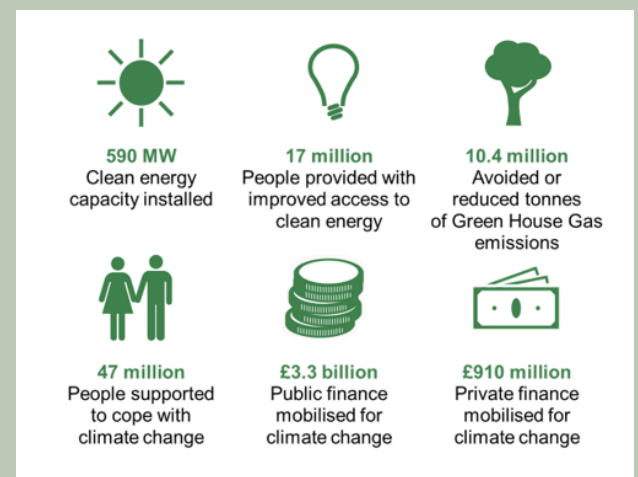 590 MW
Clean energy
capacity installed
17 million
People provided with
improved access to
clean energy
10.4 million
Avoided or
reduced tonnes
of Green House Gas
emissions
47 million
People supported
to cope with
climate change
£3.3 billion
Public finance
mobilised for
climate change
£910 million
Private finance
mobilised for
climate change